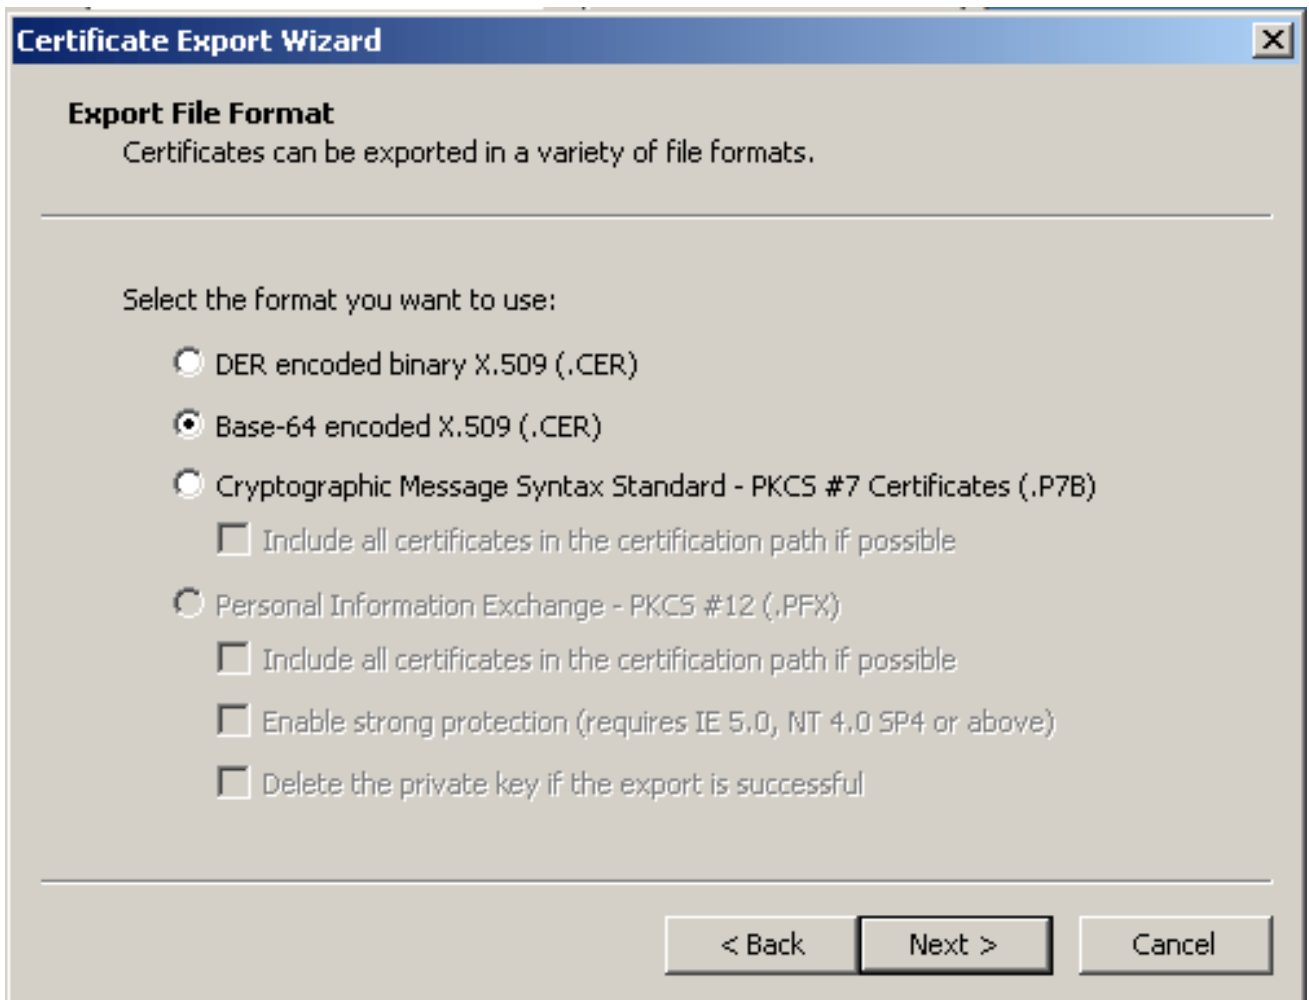 Certificate Export Wizard
Export File Format
Certificates can be exported in a variety of file formats.
Select the format you want to use:
DER encoded binary X.509 (.CER)
Base-64 encoded X.509 (.CER)
Cryptographic Message Syntax Standard - PKCS #7 Certificates (.P7B)
Include all certificates in the certification path if possible
Personal Information Exchange - PKCS #12 (.PFX)
Include all certificates in the certification path if possible
Enable strong protection (requires IE 5.0, NT 4.0 SP4 or above)
Delete the private key if the export is successful
< Back Next > Cancel